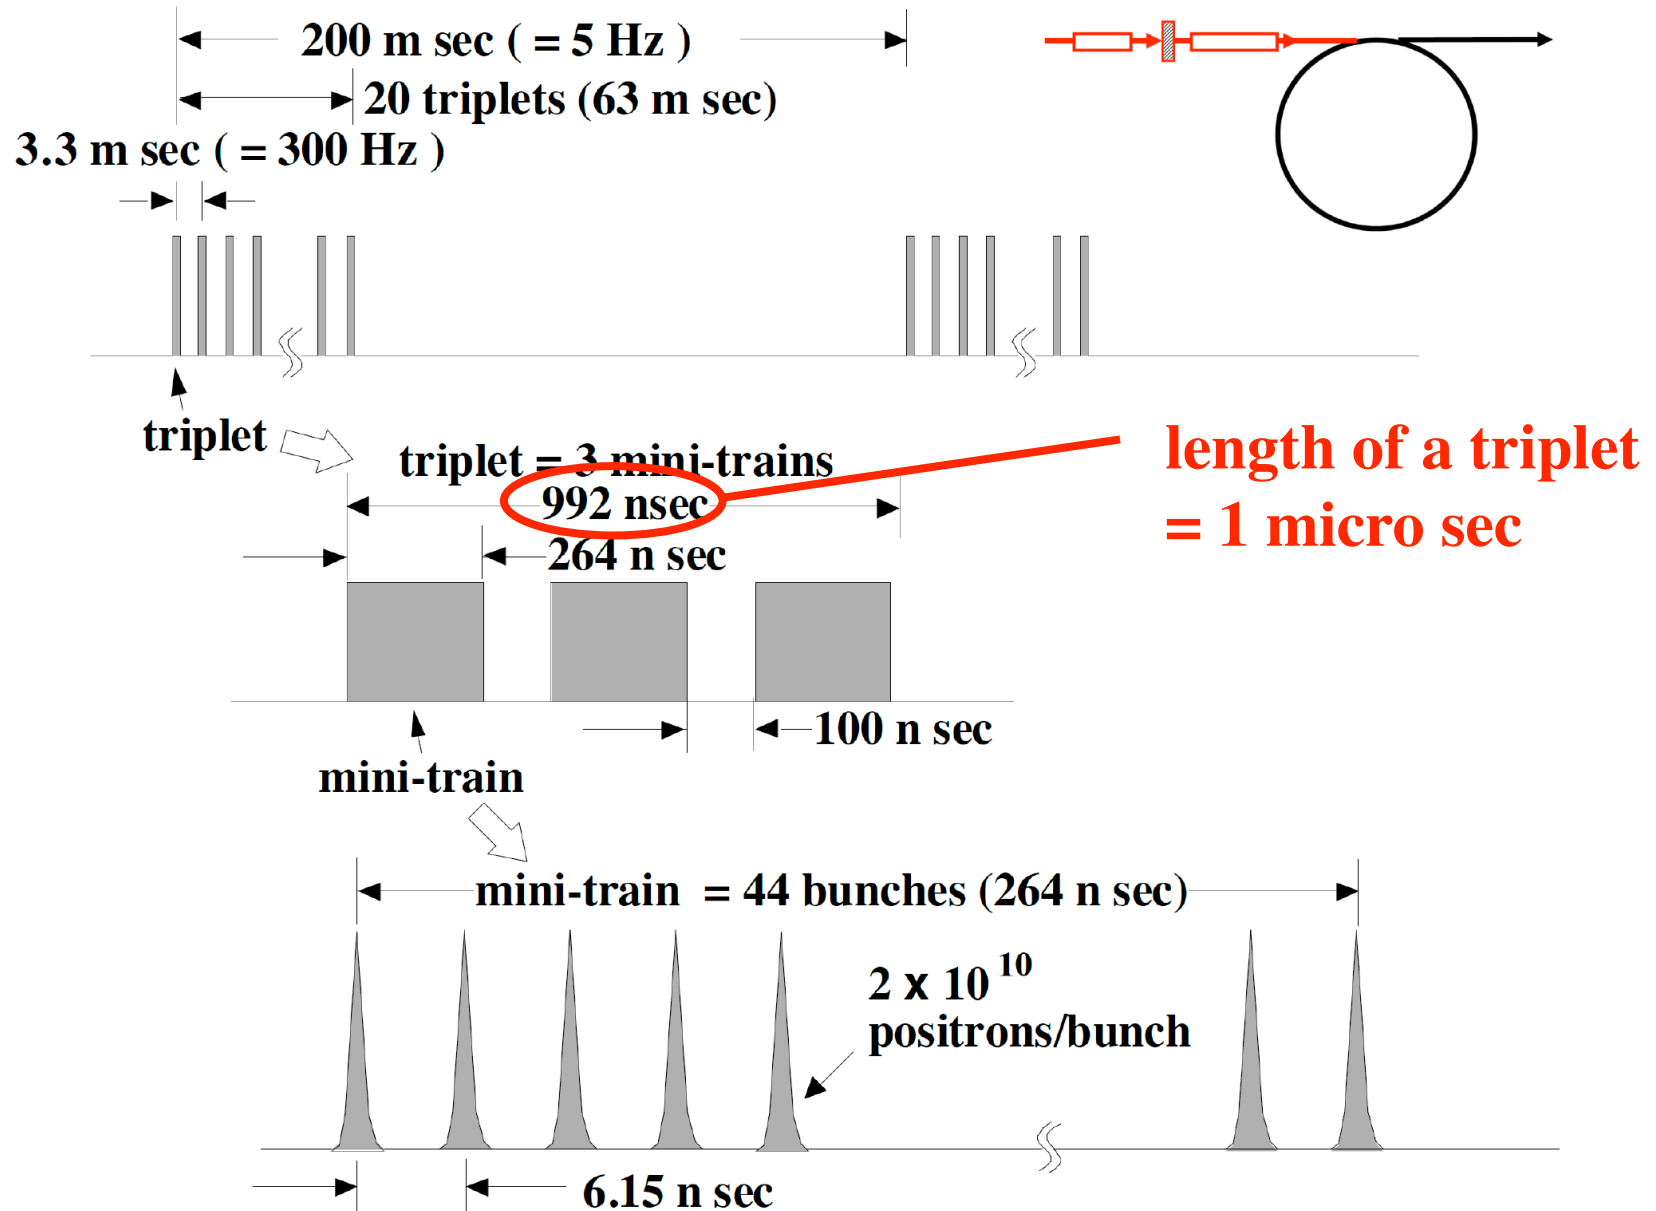 200 m sec ( = 5 Hz )
20 triplets (63 m sec)
3.3 m sec ( = 300 Hz )
triplet
triplet = 3 mini-trains
992 nsec
length of a triplet
= 1 micro sec
264 n sec
100 n sec
mini-train
mini-train = 44 bunches (264 n sec)
2 x 10 10
positrons/bunch
6.15 n sec